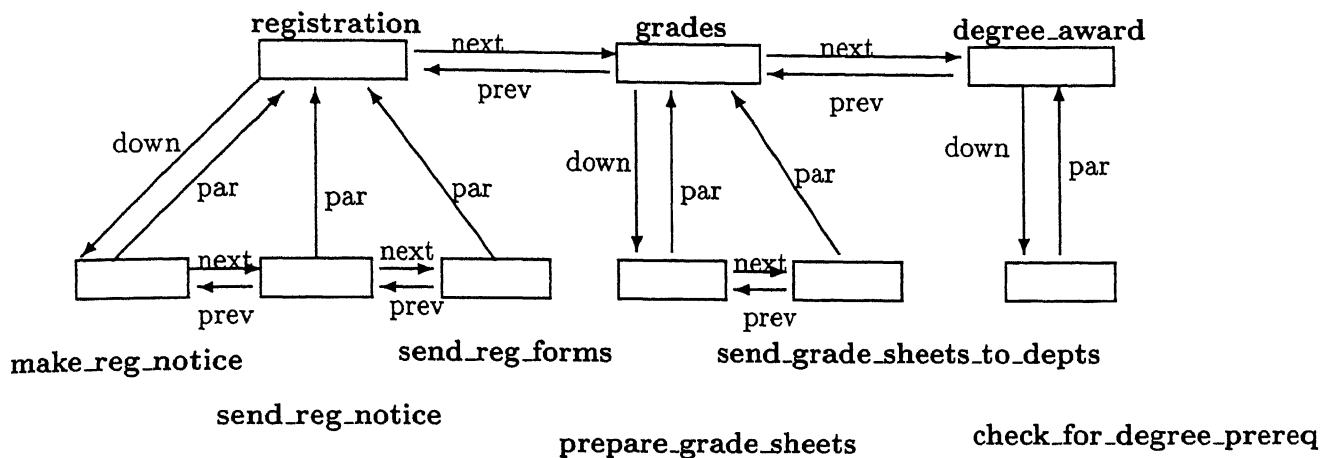 registration
grades
degree_award
next
next
prev
prev
down
par
par
par
down
par
par
down
par
next
next
next
prev
prev
prev
make_reg_notice
send_reg_forms
send_grade_sheets_to_depts
send_reg_notice
prepare_grade_sheets
check_for_degree_prereq